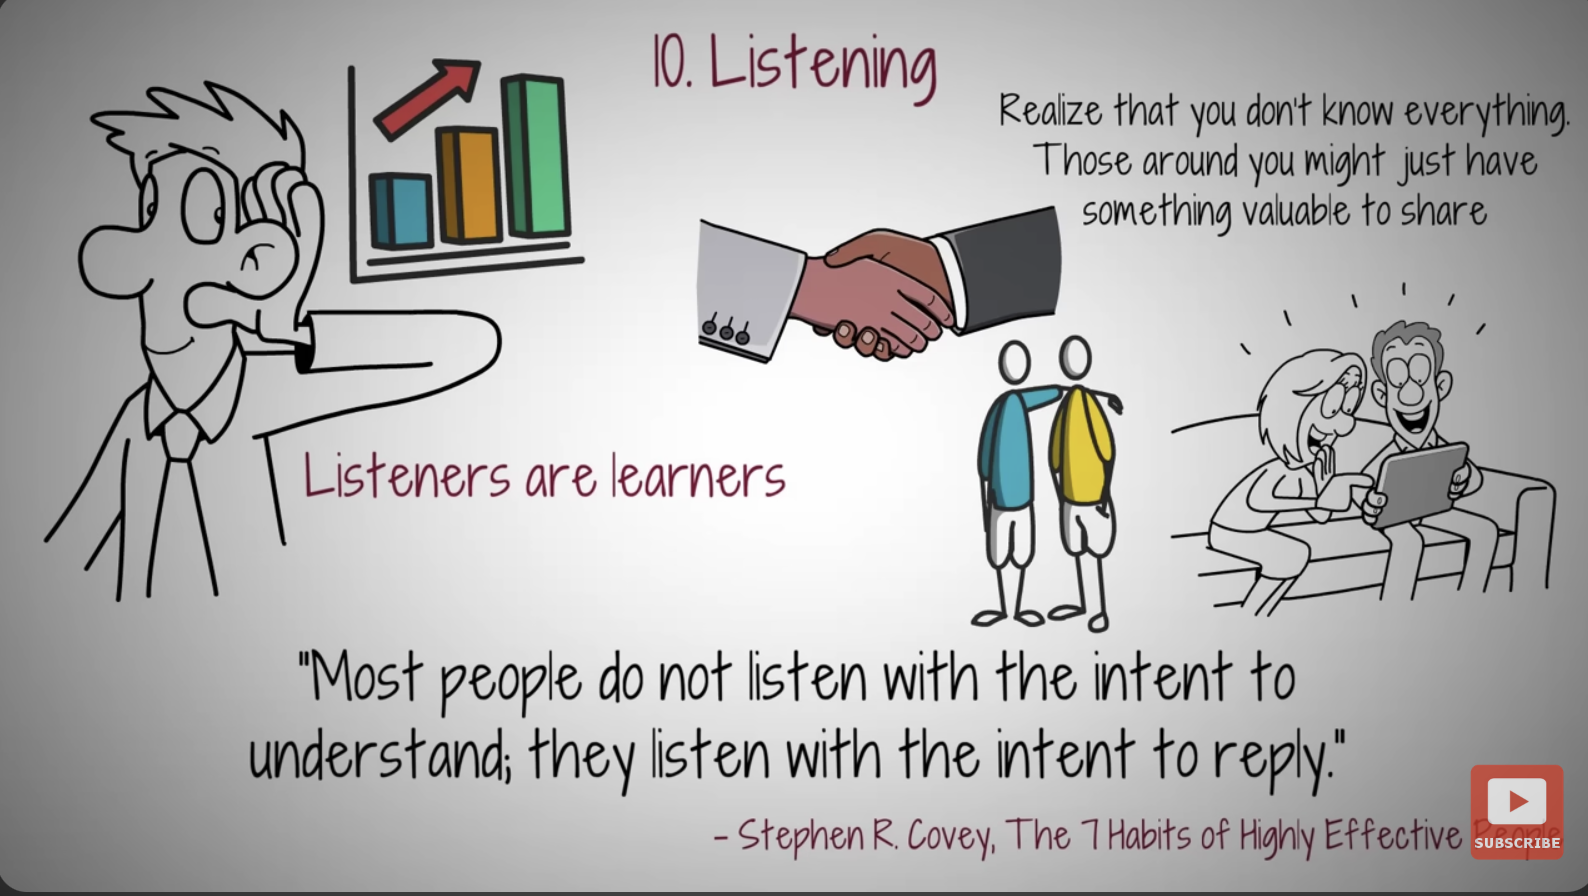 10. Listening
Realize that you don't know everything.
Those around you might just have
something valuable to share
Listeners are learners
"Most people do not listen with the intent to
understand; they listen with the intent to reply."
- Stephen R. Covey, The 7 Habits of Highly Effective People
SUBSCRIBE